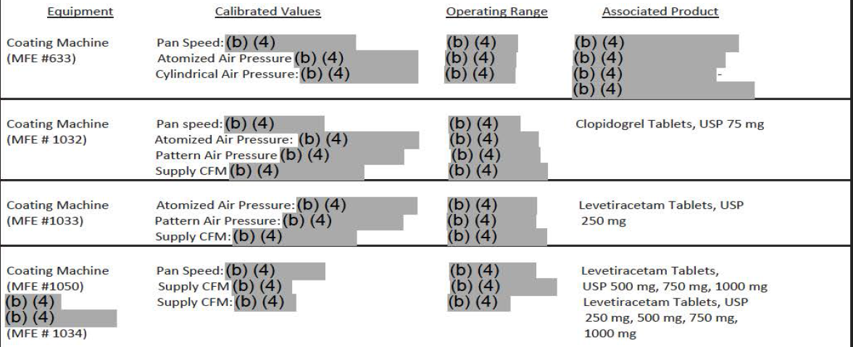 Equipment Calibrated Values Operating Range Associated Product
Coating Machine Pan Speed: (b) (4) (b) (4) (b) (4)
(MFE #633) Atomized Air Pressure (b) (4) (b) (4) (b) (4)
Cylindrical Air Pressure: (b) (4) (b) (4) (b) (4) -
(b) (4)
Coating Machine Pan speed: (b) (4) (b) (4) Clopidogrel Tablets, USP 75 mg
(MFE # 1032) Atomized Air Pressure: (b) (4) (b) (4)
Pattern Air Pressure (b) (4) (b) (4)
Supply CFM (b) (4) (b) (4)
Coating Machine Atomized Air Pressure: (b) (4) (b) (4) Levetiracetam Tablets, USP
(MFE #1033) Pattern Air Pressure: (b) (4) (b) (4) 250 mg
Supply CFM: (b) (4) (b) (4)
Coating Machine Pan Speed: (b) (4) (b) (4) Levetiracetam Tablets,
(MFE #1050) Supply CFM (b) (4) (b) (4) USP 500 mg, 750 mg, 1000 mg
(b) (4) Supply CFM: (b) (4) (b) (4) Levetiracetam Tablets, USP
(b) (4) 250 mg, 500 mg, 750 mg,
(MFE # 1034) 1000 mg